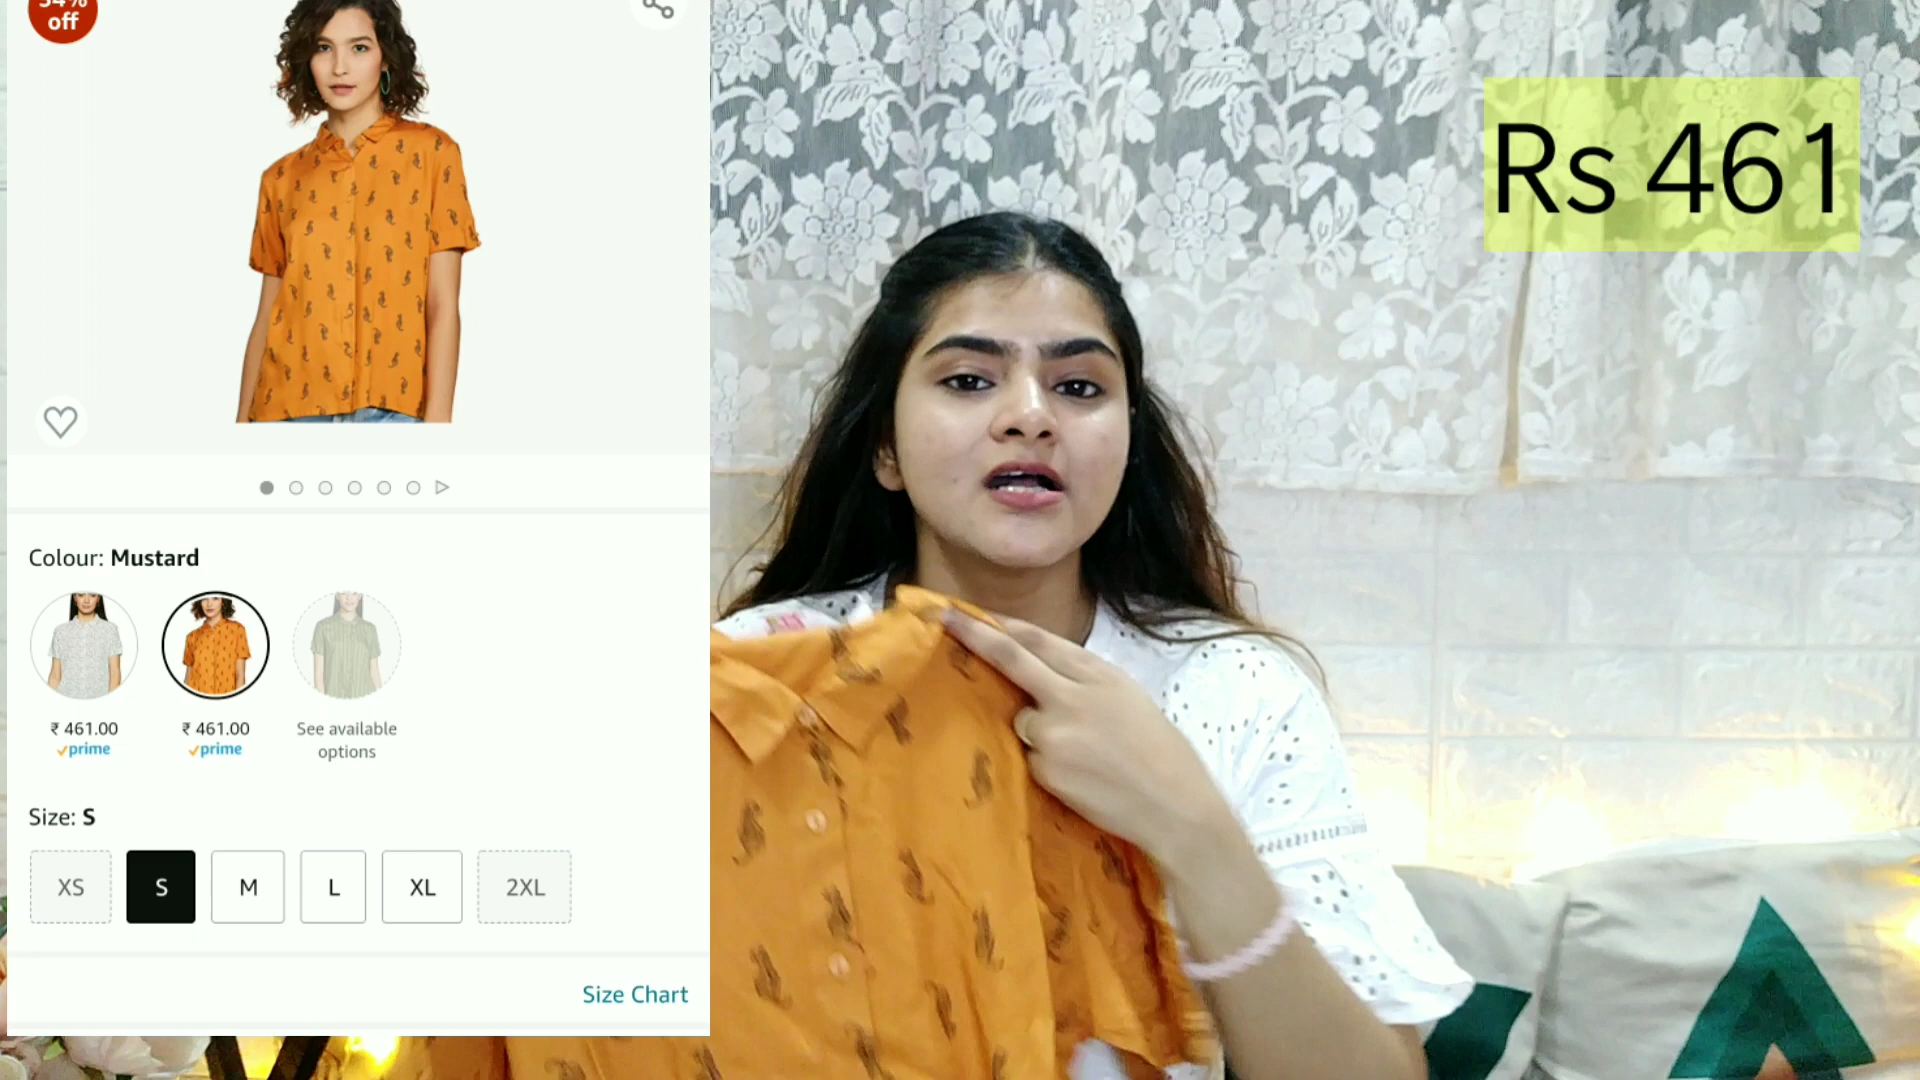 off
Rs 461
Colour: Mustard
₹ 461.00
prime
₹ 461.00
prime
See available
options
Size: S
XS
S
M
L
XL
2XL
Size Chart